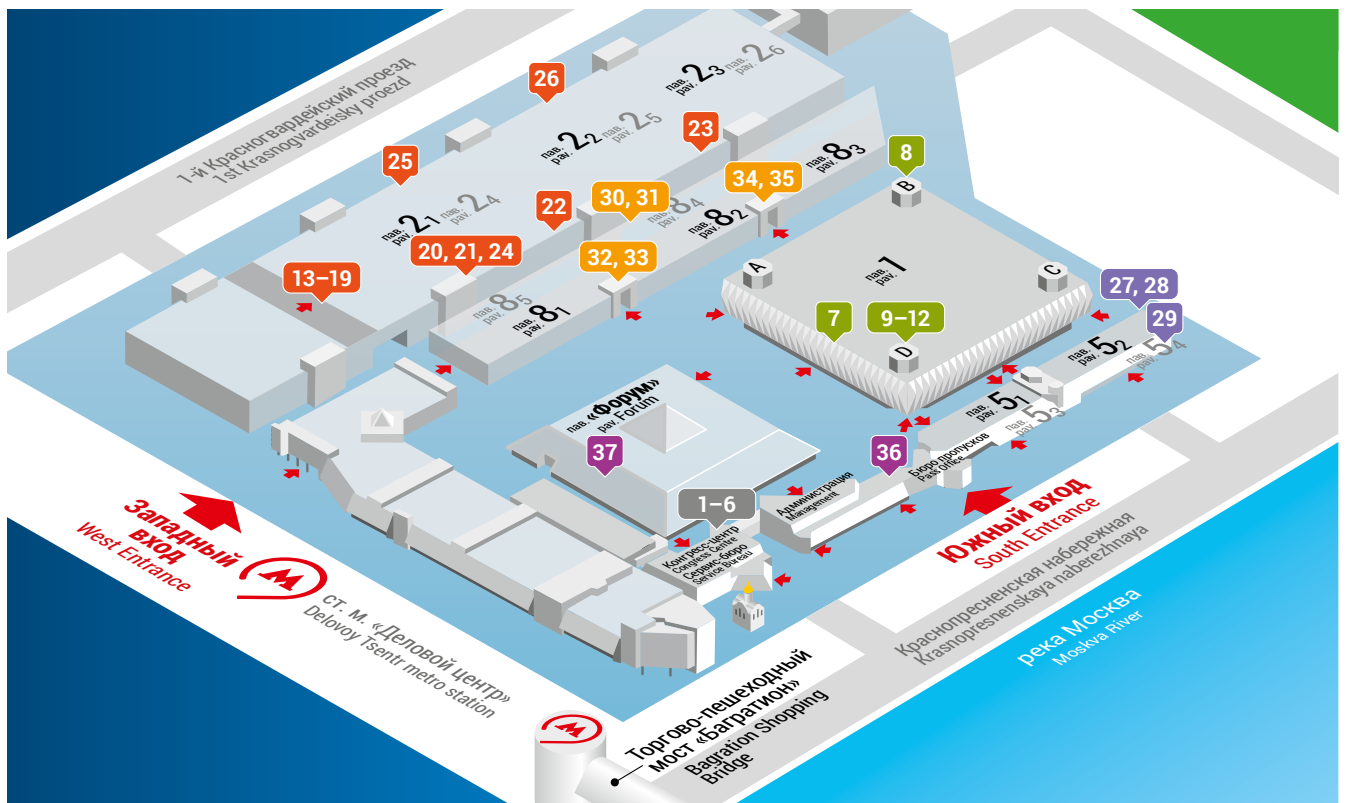 1-й Красногвардейский проезд
1st Krasnogvardeisky proezd
26
пав. 2₃
pav.
пав. 2₆
pav.
25
пав. 2₂
pav.
пав. 2₅
pav.
23
13–19
пав. 2₁
pav.
пав. 2₄
pav.
22
20, 21, 24
30, 31
32, 33
34, 35
пав. 8₃
pav.
пав. 8₄
pav.
пав. 8₂
pav.
пав. 8₅
pav.
пав. 8₁
pav.
8
B
A
пав. 1
pav.
C
7
9–12
D
27, 28
29
пав. 5₂
pav.
пав. 5₄
pav.
пав. 5₁
pav.
пав. 5₃
pav.
пав. «Форум»
pav. Forum
37
36
Бюро пропусков
Pass Office
1–6
Администрация
Management
Конгресс-центр
Congless Centre
Сервис-бюро
Service Bureau
Западный
вход
West Entrance
Южный вход
South Entrance
ст. м. «Деловой центр»
Delovoy Tsentr metro station
Краснопресненская набережная
Krasnopresnenskaya naberezhnaya
река Москва
Moskva River
Торгово-пешеходный
мост «Багратион»
Bagration Shopping
Bridge